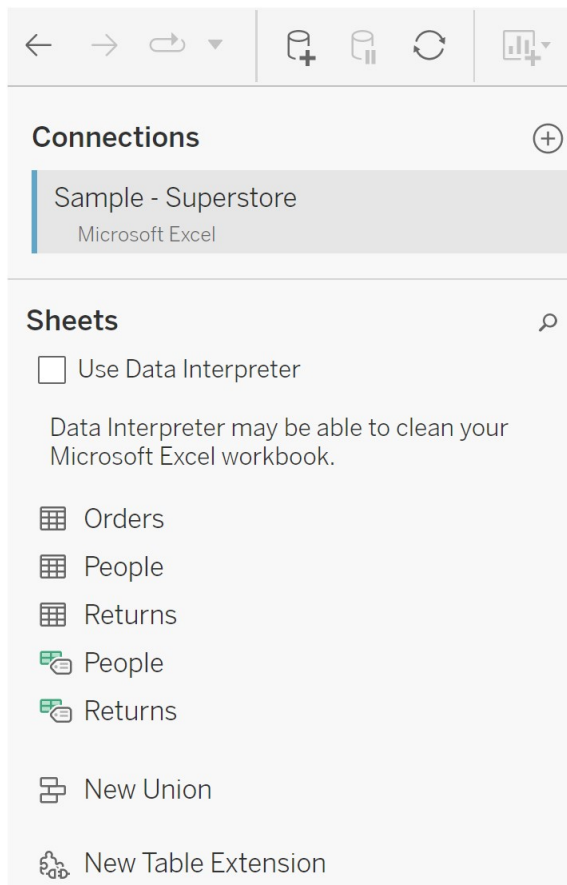 Connections
Sample - Superstore
Microsoft Excel
Sheets
Use Data Interpreter
Data Interpreter may be able to clean your
Microsoft Excel workbook.
Orders
People
Returns
People
Returns
New Union
New Table Extension